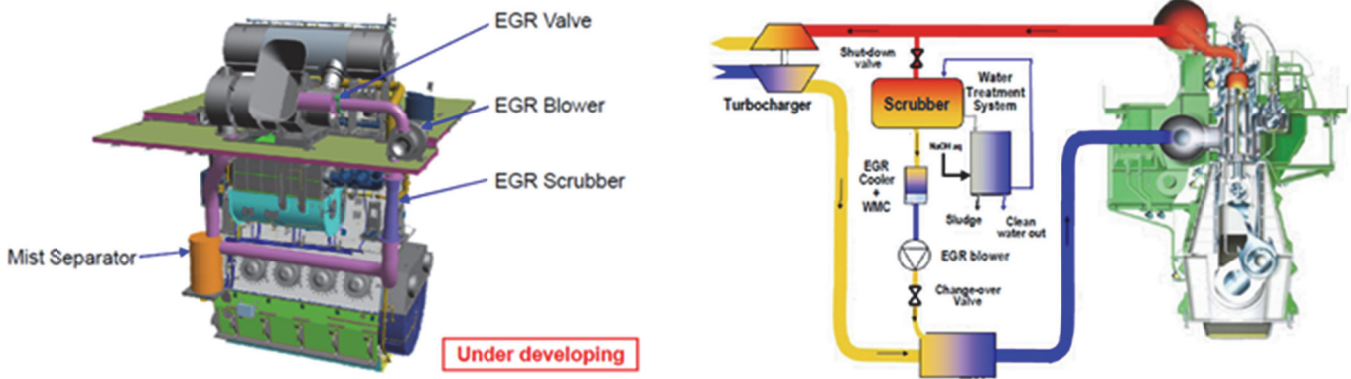 EGR Valve
EGR Blower
EGR Scrubber
Mist Separator
Under developing
Shut-down
valve
Turbocharger
Scrubber
Water
Treatment
System
NaOH aq
EGR
Cooler
+
WMC
Sludge
Clean
water out
EGR blower
Change-over
Valve